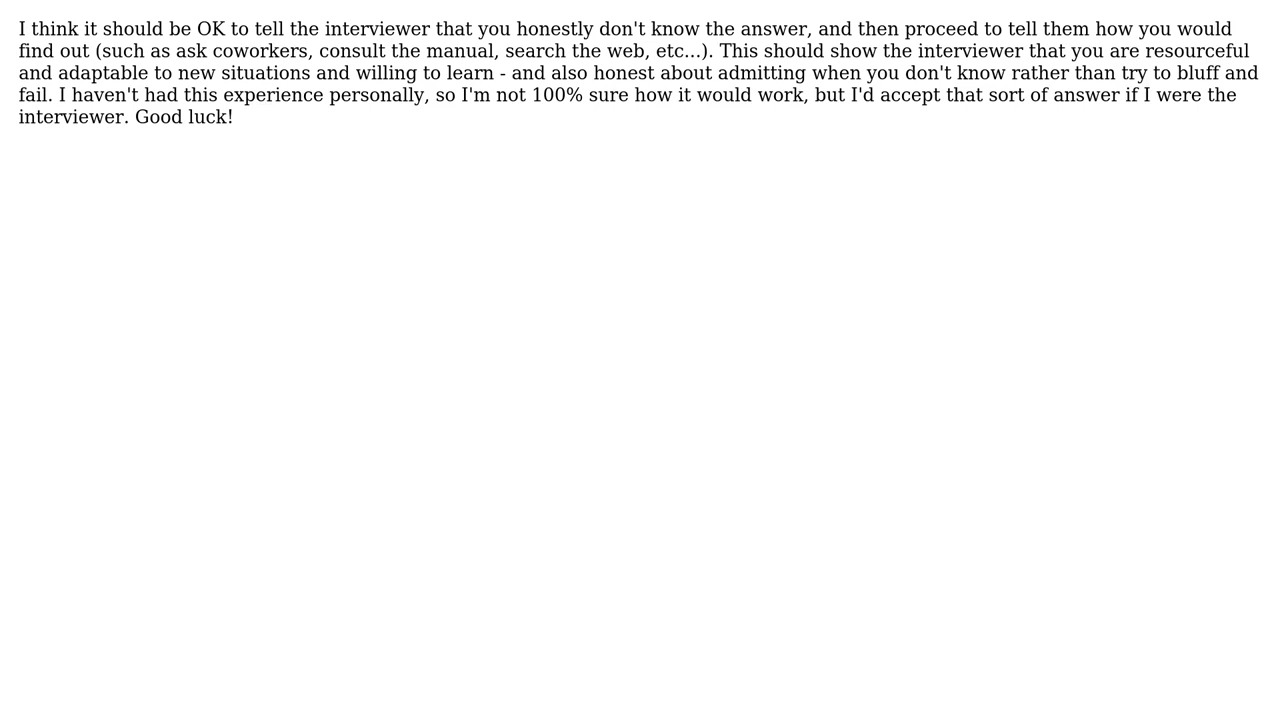 I think it should be OK to tell the interviewer that you honestly don't know the answer, and then proceed to tell them how you would
find out (such as ask coworkers, consult the manual, search the web, etc...). This should show the interviewer that you are resourceful
and adaptable to new situations and willing to learn - and also honest about admitting when you don't know rather than try to bluff and
fail. I haven't had this experience personally, so I'm not 100% sure how it would work, but I'd accept that sort of answer if I were the
interviewer. Good luck!